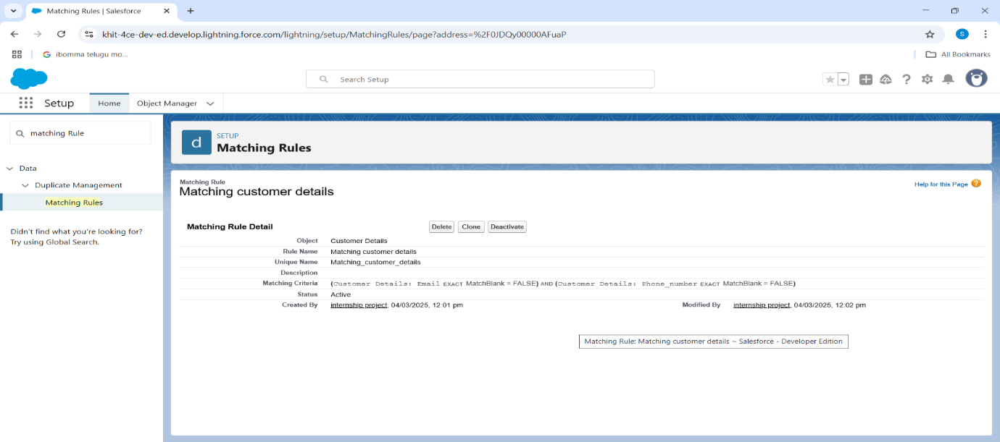 Matching Rules | Salesforce
khit-4ce-dev-ed.develop.lightning.force.com/lightning/setup/MatchingRules/page?address=%2F0JDQy00000AFuaP
S
ibomma telugu mo...
All Bookmarks
Search Setup
Setup
Home
Object Manager
matching Rule
Data
Duplicate Management
Matching Rules
Didn't find what you're looking for?
Try using Global Search.
d
SETUP
Matching Rules
Matching Rule
Matching customer details
Help for this Page ?
Matching Rule Detail
Delete Clone Deactivate
Object Customer Details
Rule Name Matching customer details
Unique Name Matching_customer_details
Description
Matching Criteria (Customer Details: Email EXACT MatchBlank = FALSE) AND (Customer Details: Phone_number EXACT MatchBlank = FALSE)
Status Active
Created By internship project, 04/03/2025, 12:01 pm Modified By internship project, 04/03/2025, 12:02 pm
Matching Rule: Matching customer details ~ Salesforce - Developer Edition